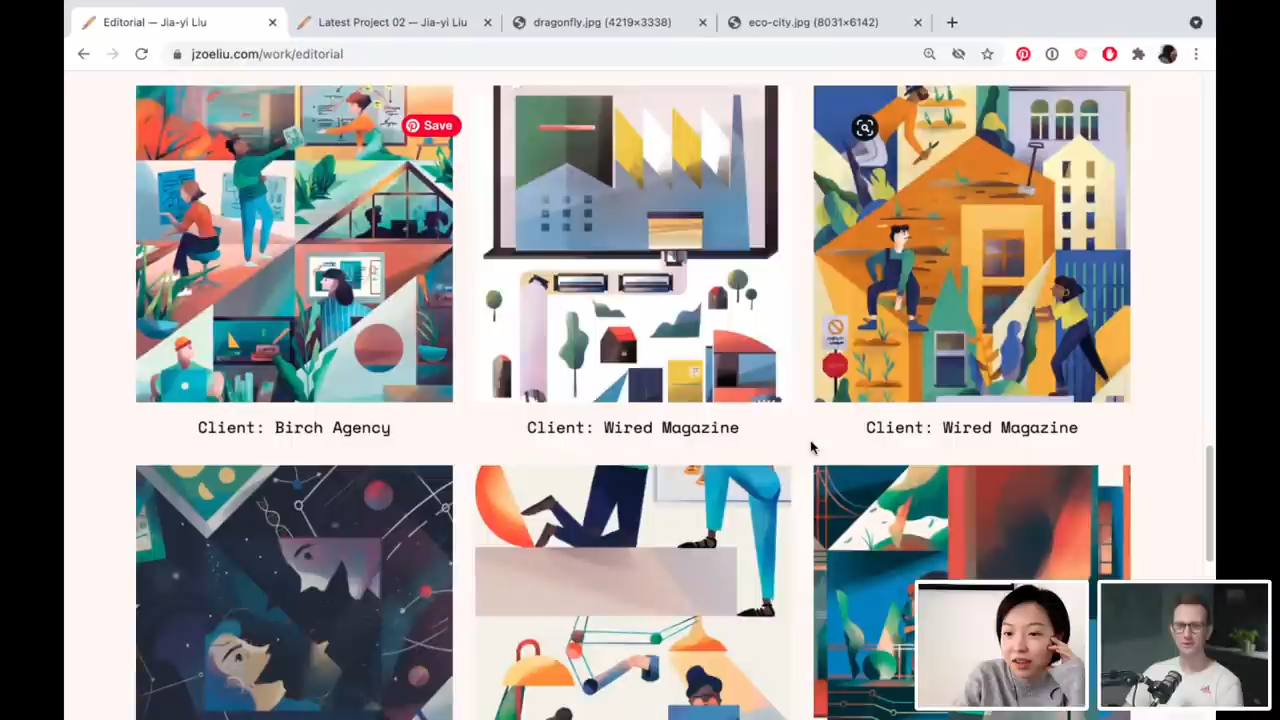 Editorial — Jia-yi Liu
Latest Project 02 — Jia-yi Liu
dragonfly.jpg (4219×3338)
eco-city.jpg (8031×6142)
jzoeliu.com/work/editorial
Save
Client: Birch Agency
Client: Wired Magazine
Client: Wired Magazine